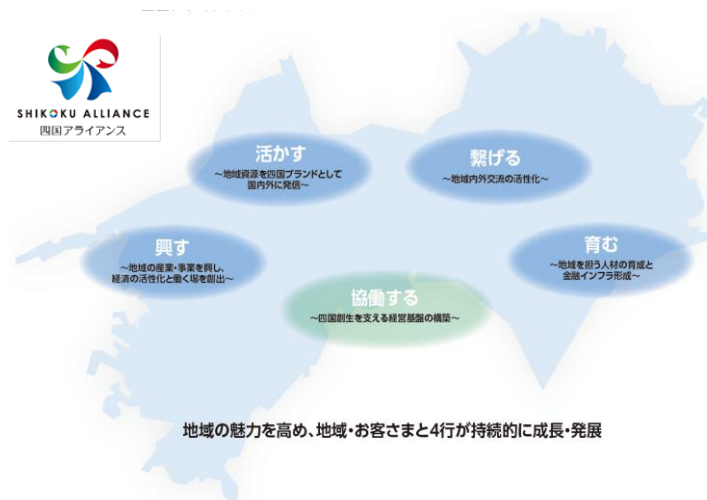 SHIKOKU ALLIANCE
四国アライアンス
活かす
～地域資源を四国ブランドとして
国内外に発信～
繋げる
～地域内外交流の活性化～
興す
～地域の産業・事業を興し、
経済の活性化と働く場を創出～
育む
～地域を担う人材の育成と
金融インフラ形成～
協働する
～四国創生を支える経営基盤の構築～
地域の魅力を高め、地域・お客さまと4行が持続的に成長・発展